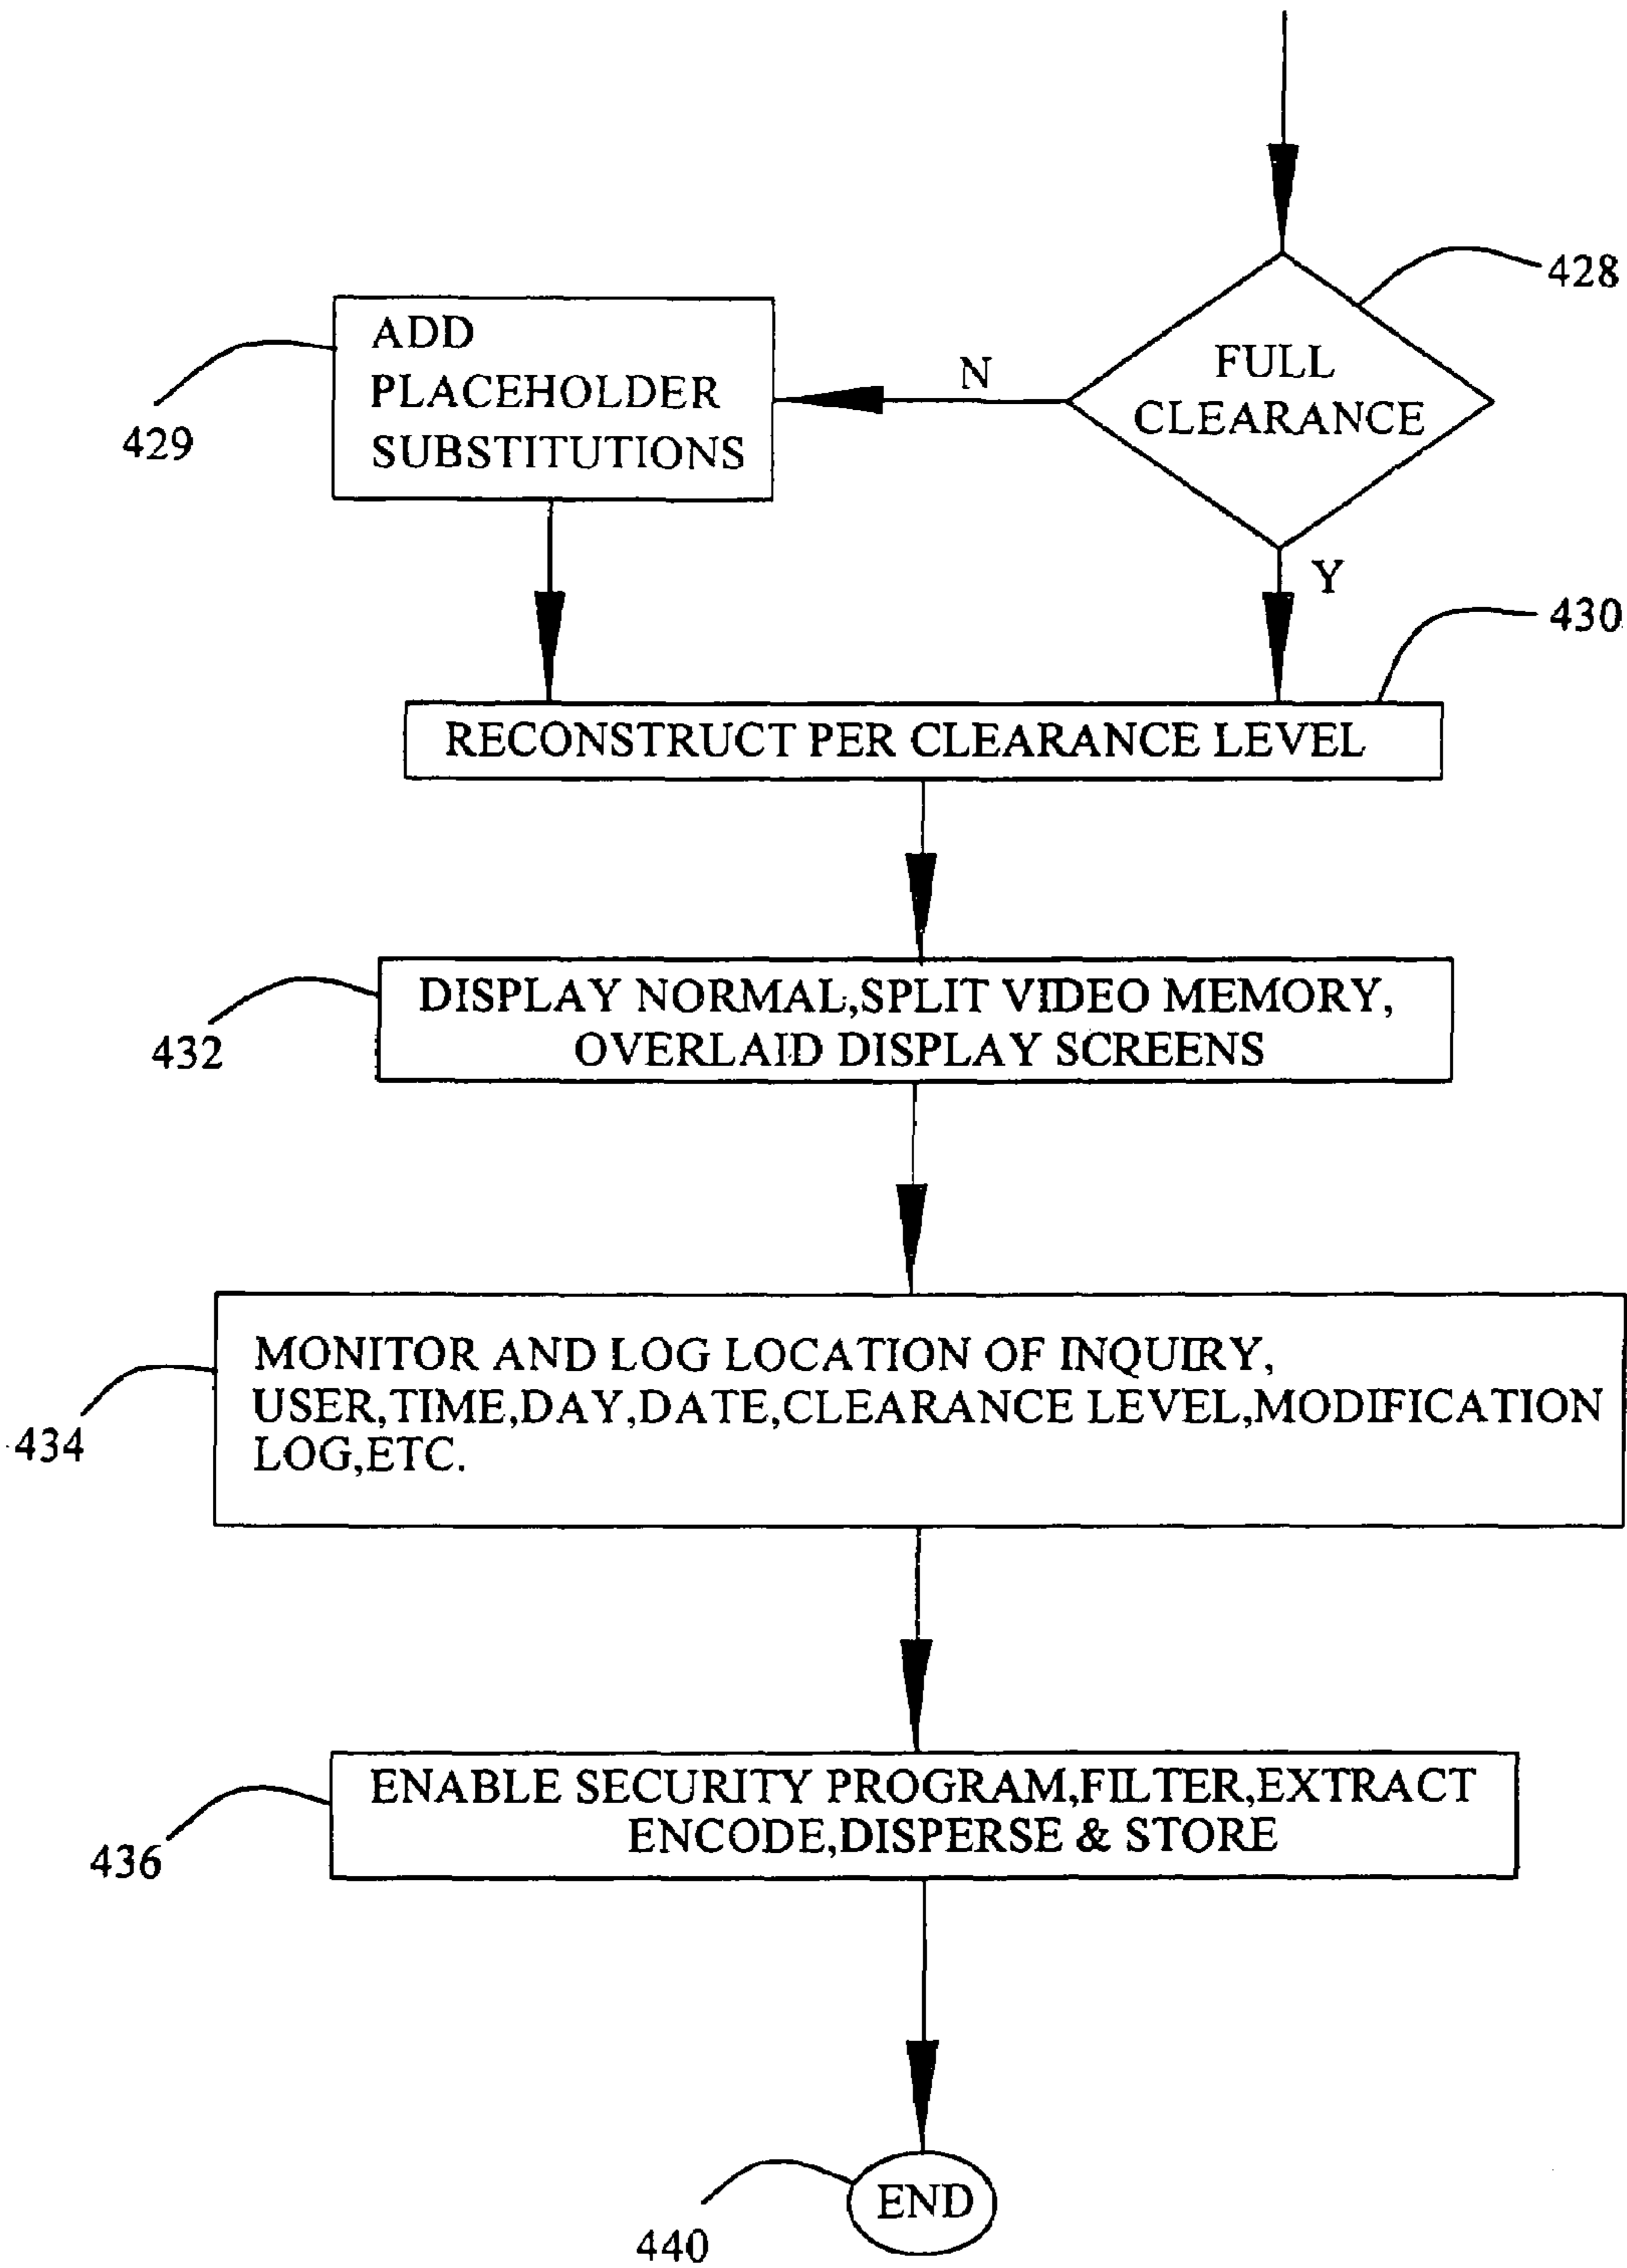 428
FULL
CLEARANCE
N
Y
ADD
PLACEHOLDER
SUBSTITUTIONS
429
430
RECONSTRUCT PER CLEARANCE LEVEL
DISPLAY NORMAL,SPLIT VIDEO MEMORY,
OVERLAID DISPLAY SCREENS
432
MONITOR AND LOG LOCATION OF INQUIRY,
USER,TIME,DAY,DATE,CLEARANCE LEVEL,MODIFICATION
LOG,ETC.
434
ENABLE SECURITY PROGRAM,FILTER,EXTRACT
ENCODE,DISPERSE & STORE
436
END
440